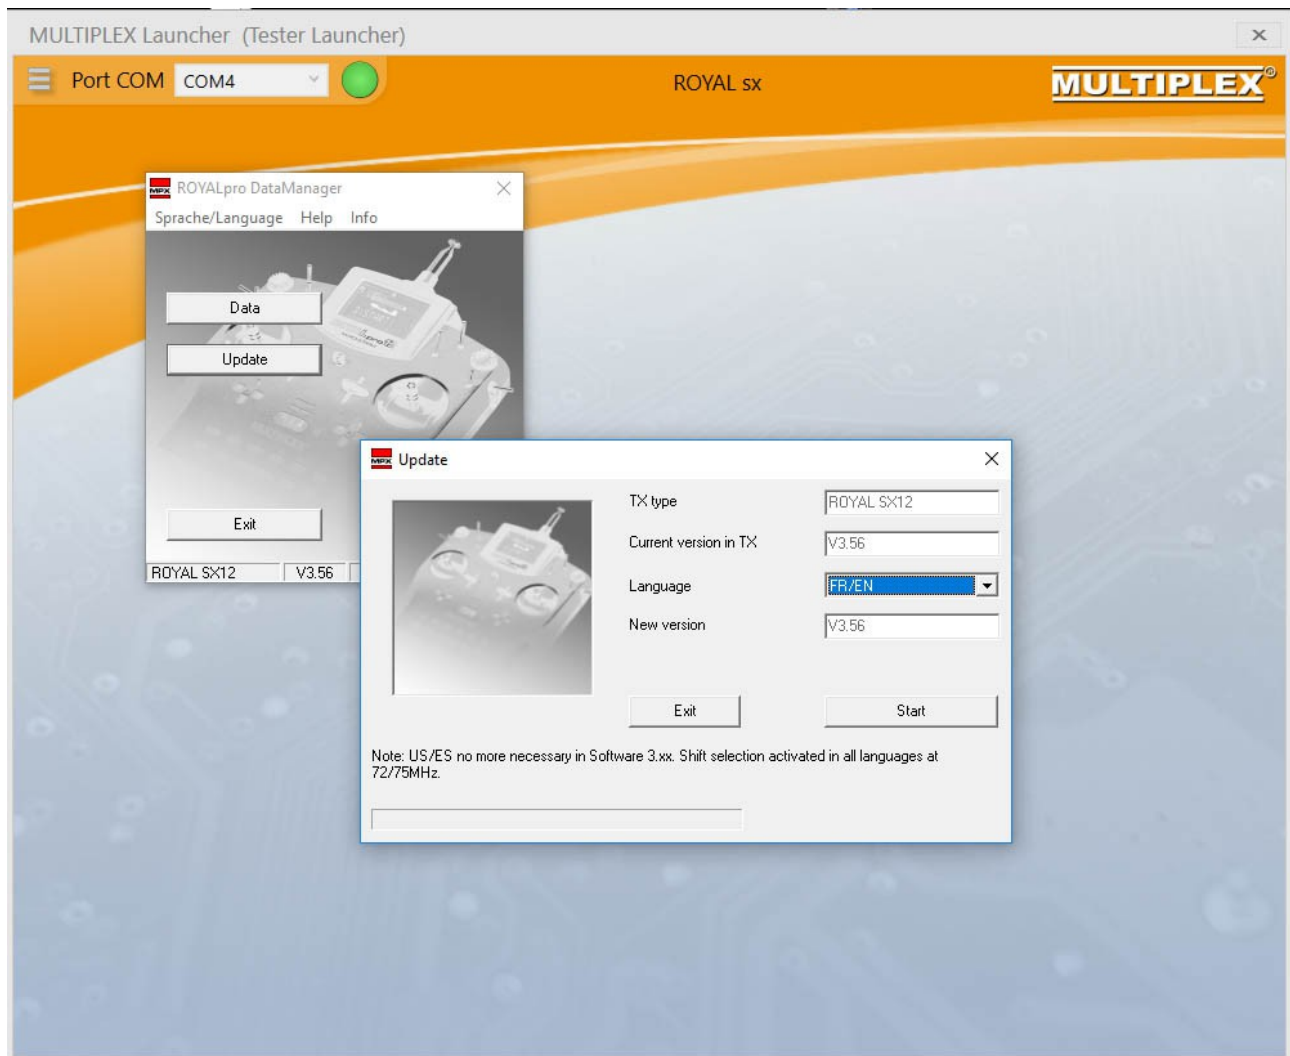 MULTIPLEX Launcher (Tester Launcher)
Port COM COM4
ROYAL sx
MULTIPLEX®
MPX ROYALpro DataManager
Sprache/Language Help Info
Data
Update
Exit
ROYAL SX12 V3.56
MPX Update
TX type ROYAL SX12
Current version in TX V3.56
Language FR/EN
New version V3.56
Exit Start
Note: US/ES no more necessary in Software 3.xx. Shift selection activated in all languages at
72/75MHz.